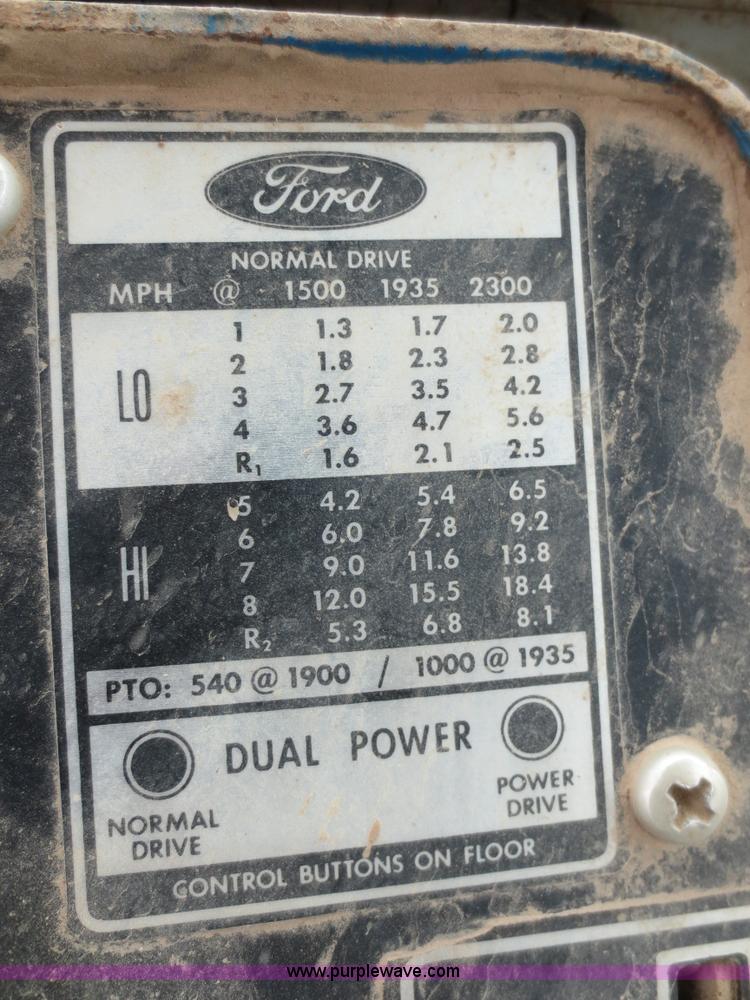 Ford
NORMAL DRIVE
MPH @ 1500 1935 2300
LO
1 1.3 1.7 2.0
2 1.8 2.3 2.8
3 2.7 3.5 4.2
4 3.6 4.7 5.6
R1 1.6 2.1 2.5
HI
5 4.2 5.4 6.5
6 6.0 7.8 9.2
7 9.0 11.6 13.8
8 12.0 15.5 18.4
R2 5.3 6.8 8.1
PTO: 540 @ 1900 / 1000 @ 1935
DUAL POWER
NORMAL DRIVE
POWER DRIVE
CONTROL BUTTONS ON FLOOR
www.purplewave.com